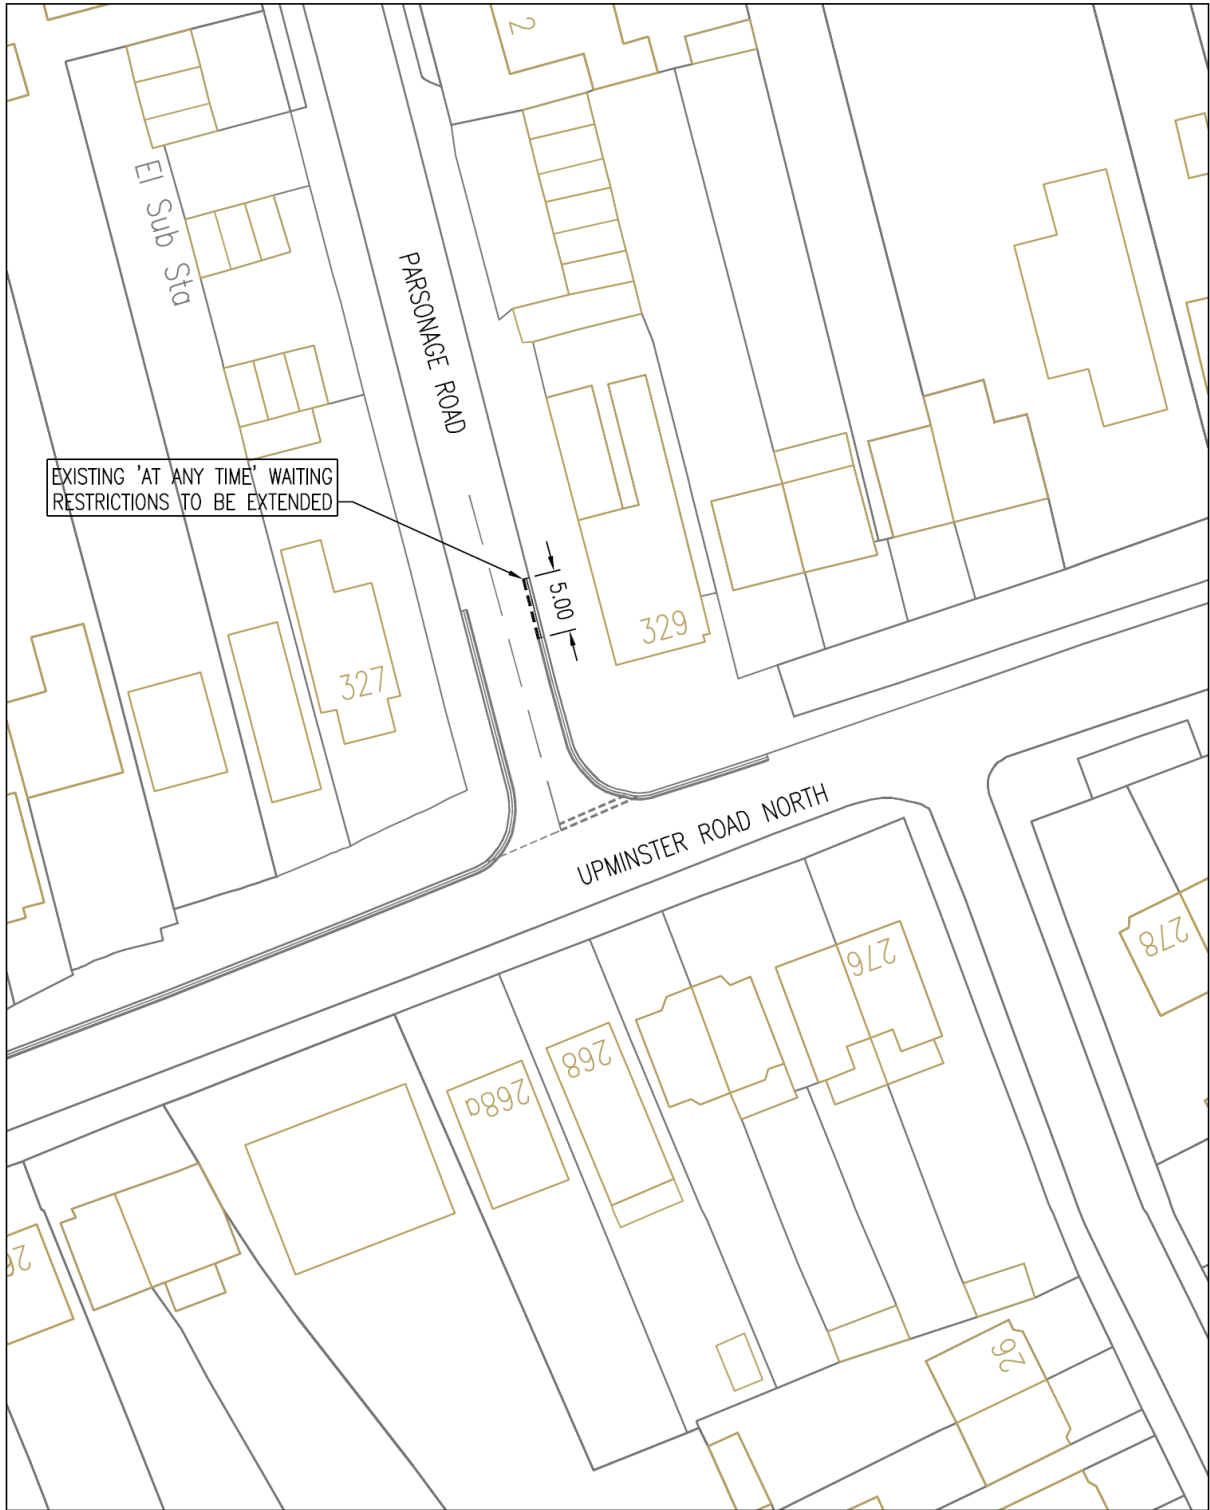 2
El Sub Sta
PARSONAGE ROAD
EXISTING 'AT ANY TIME' WAITING
RESTRICTIONS TO BE EXTENDED
5.00
329
327
UPMINSTER ROAD NORTH
278
276
268
268a
26
26